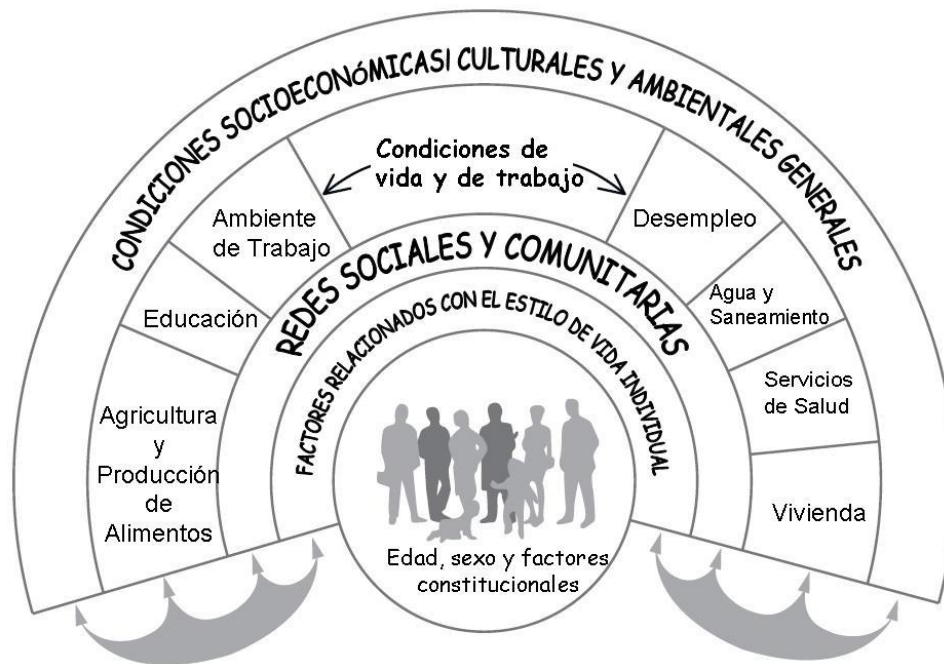 CONDICIONES SOCIOECONóMICAS| CULTURALES Y AMBIENTALES GENERALES
Condiciones de
vida y de trabajo
Ambiente
de Trabajo
Desempleo
Educación
Agua y
Saneamiento
Agricultura
y
Producción
de
Alimentos
Servicios
de Salud
Vivienda
REDES SOCIALES Y COMUNITARIAS
FACTORES RELACIONADOS CON EL ESTILO DE VIDA INDIVIDUAL
Edad, sexo y factores
constitucionales